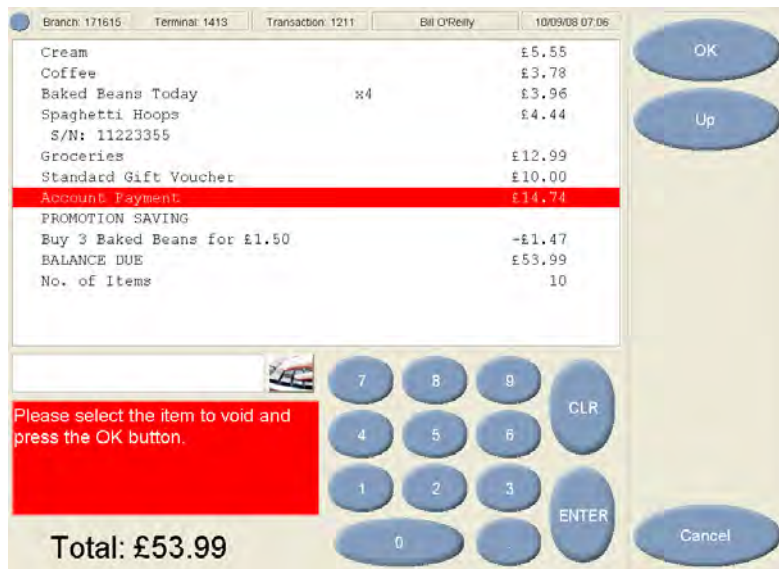 Branch: 171615 Terminal: 1413 Transaction: 1211 Bill O'Reilly 10/09/08 07:06
Cream £5.55
Coffee £3.78
Baked Beans Today x4 £3.96
Spaghetti Hoops £4.44
S/N: 11223355
Groceries £12.99
Standard Gift Voucher £10.00
Account Payment £14.74
PROMOTION SAVING
Buy 3 Baked Beans for £1.50 -£1.47
BALANCE DUE £53.99
No. of Items 10
OK
Up
7 8 9
CLR
Please select the item to void and
press the OK button.
4 5 6
1 2 3
ENTER
0 .
Cancel
Total: £53.99